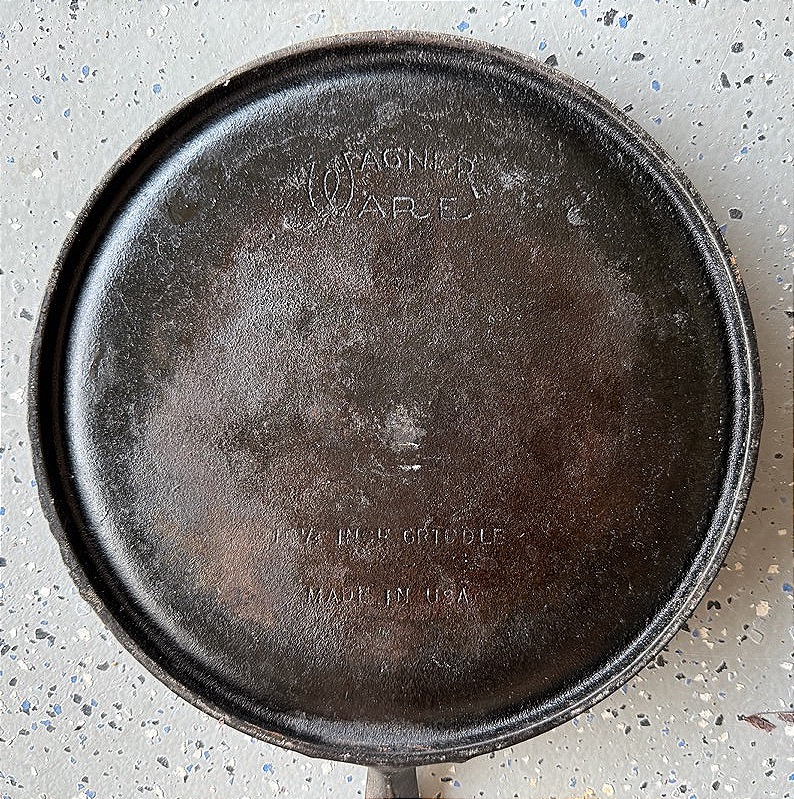 WAGNER
WARE
INCH GRIDDLE
MADE IN USA